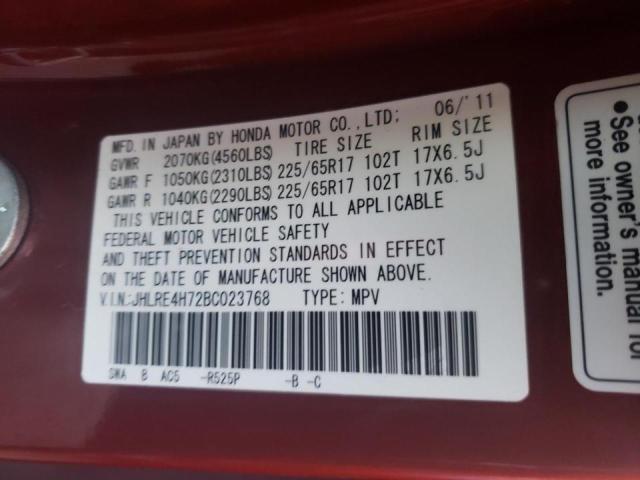 MFD. IN JAPAN BY HONDA MOTOR CO., LTD: 06/'11
GVWR 2070KG(4560LBS) TIRE SIZE RIM SIZE
GAWR F 1050KG(2310LBS) 225/65R17 102T 17X6.5J
GAWR R 1040KG(2290LBS) 225/65R17 102T 17X6.5J
THIS VEHICLE CONFORMS TO ALL APPLICABLE
FEDERAL MOTOR VEHICLE SAFETY
AND THEFT PREVENTION STANDARDS IN EFFECT
ON THE DATE OF MANUFACTURE SHOWN ABOVE.
V.I.N:JHLRE4H72BC023768 TYPE: MPV
SWA B AC5 -R525P -B -C
●See owner's
manual for
more information.